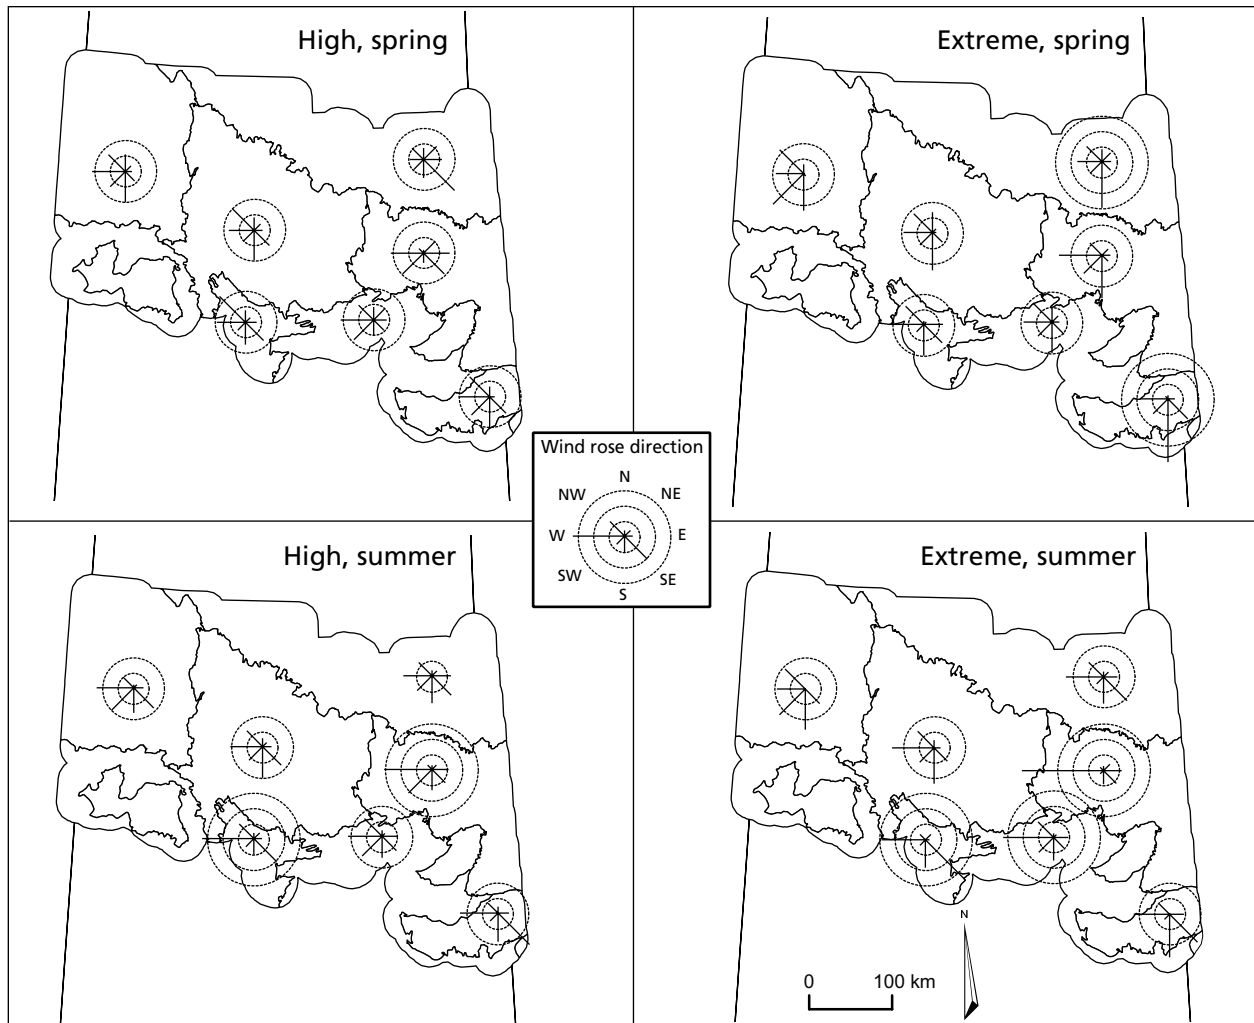 High, spring
Extreme, spring
Wind rose direction
N
NW NE
W E
SW SE
S
High, summer
Extreme, summer
N
0 100 km